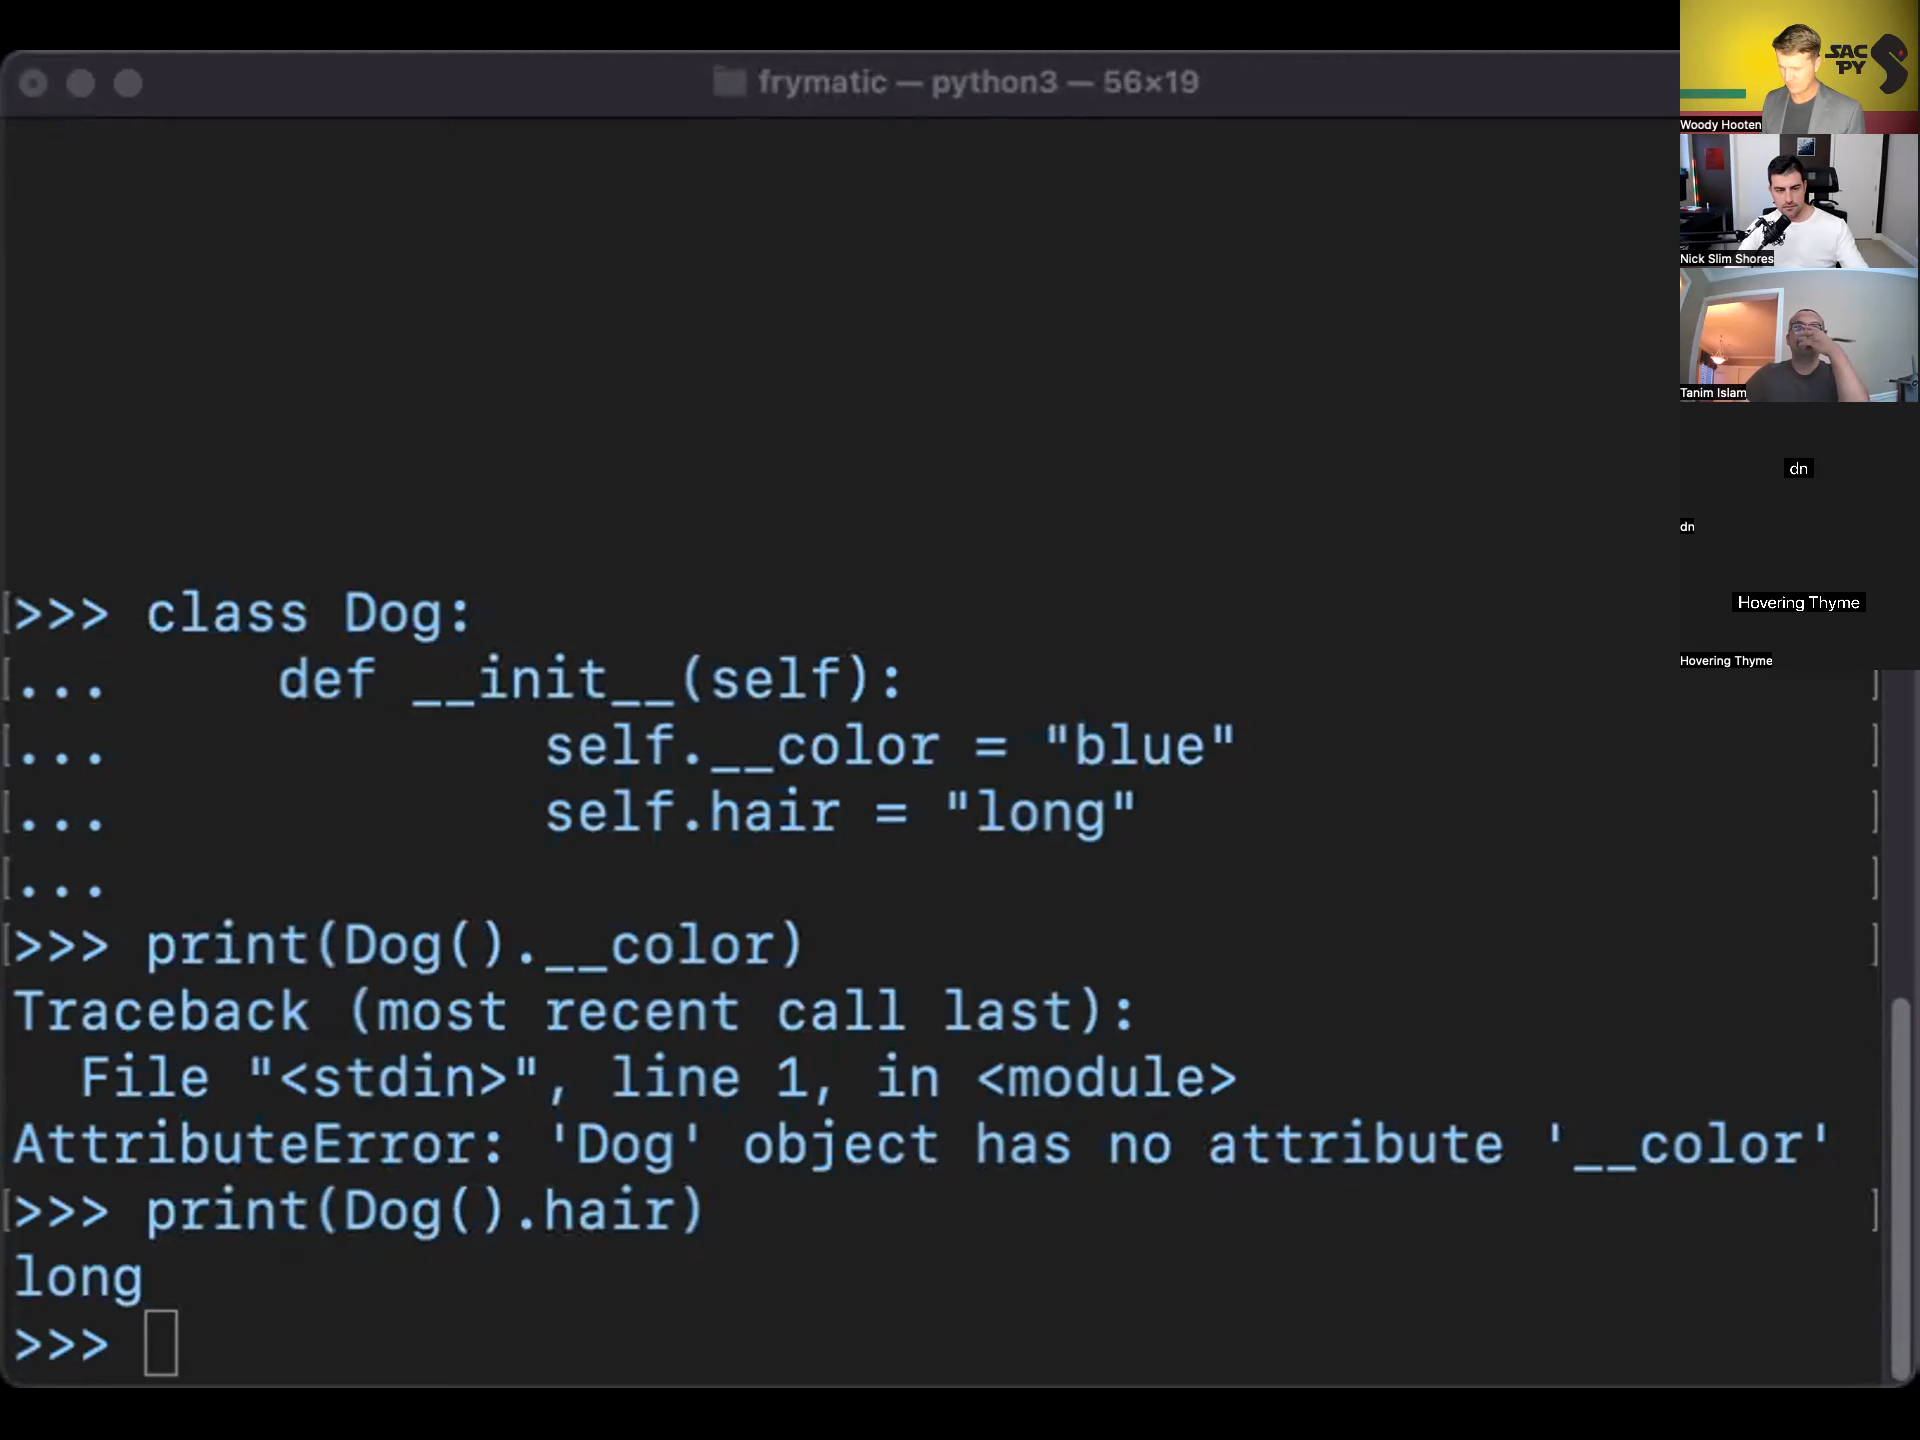 frymatic — python3 — 56×19
>>> class Dog:
...     def __init__(self):
...             self.__color = "blue"
...             self.hair = "long"
...
>>> print(Dog().__color)
Traceback (most recent call last):
  File "<stdin>", line 1, in <module>
AttributeError: 'Dog' object has no attribute '__color'
>>> print(Dog().hair)
long
>>>
SAC
PY
Woody Hooten
Nick Slim Shores
Tanim Islam
dn
dn
Hovering Thyme
Hovering Thyme